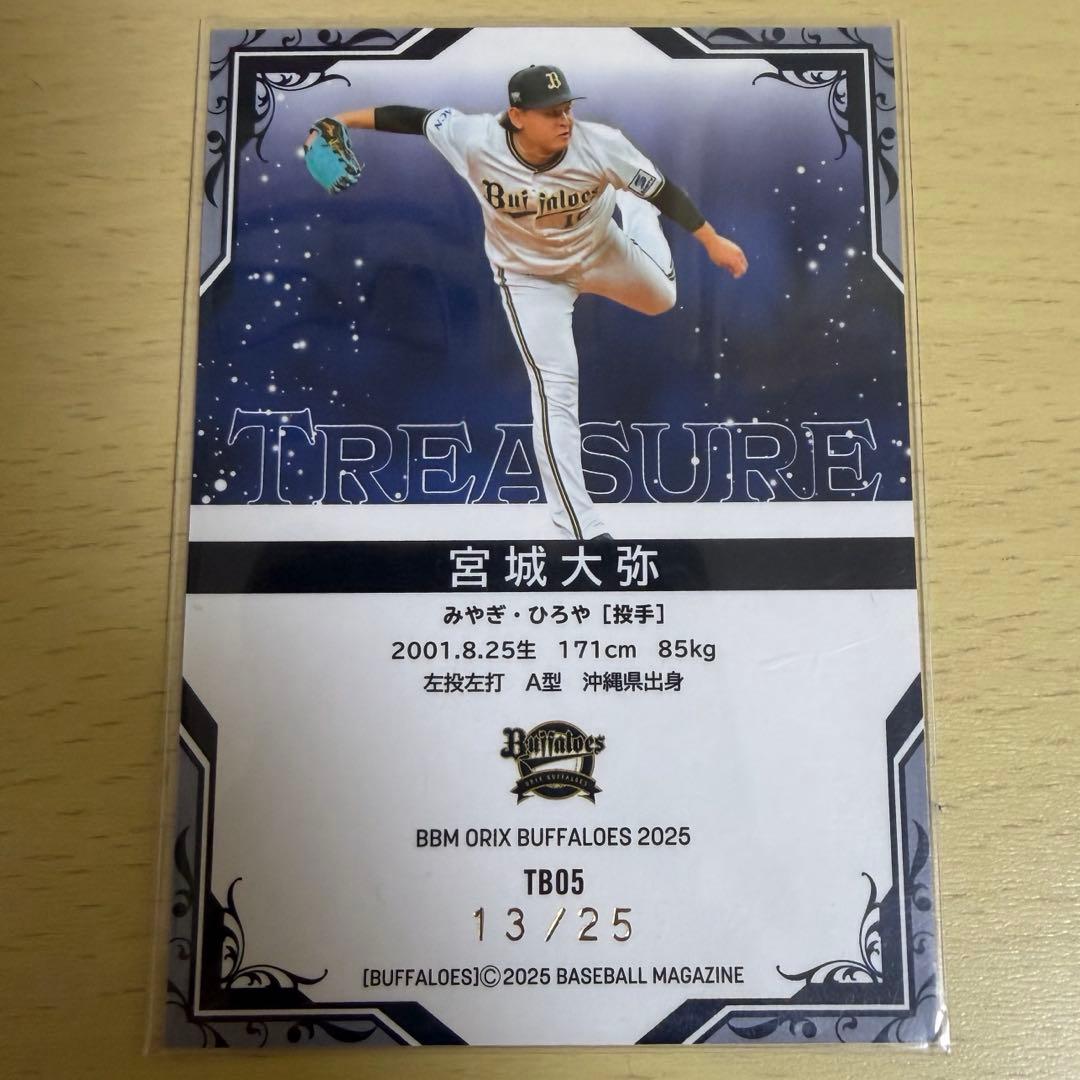 B
Buffaloes
TREASURE
宮城大弥
みやぎ・ひろや [投手]
2001.8.25生 171cm 85kg
左投左打 A型 沖縄県出身
Buffaloes
ORIX BUFFALOES
BBM ORIX BUFFALOES 2025
TB05
13/25
[BUFFALOES]©2025 BASEBALL MAGAZINE